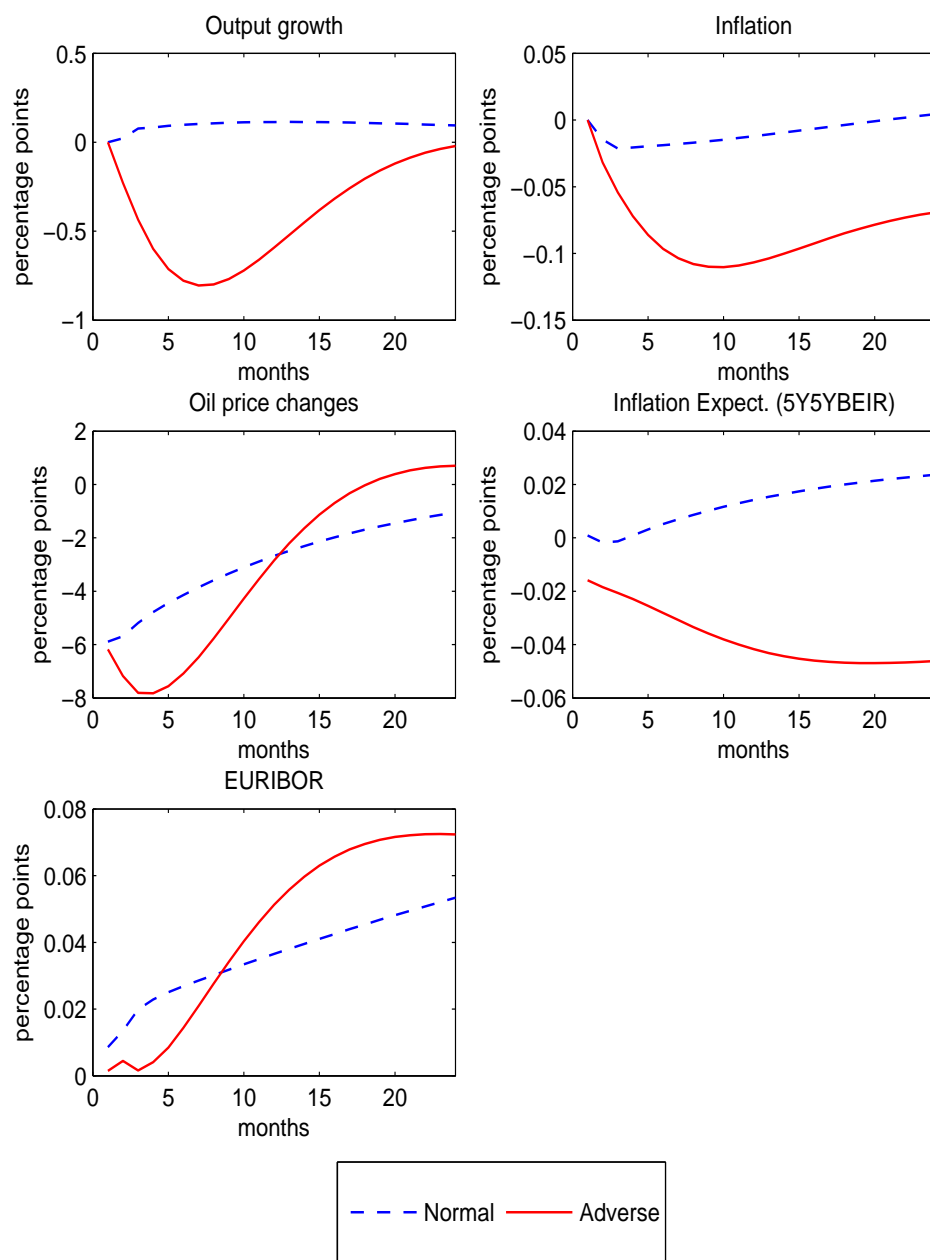 Output growth
percentage points
0.5
0
−0.5
−1
0 5 10 15 20
months
Inflation
percentage points
0.05
0
−0.05
−0.1
−0.15
0 5 10 15 20
months
Oil price changes
percentage points
2
0
−2
−4
−6
−8
0 5 10 15 20
months
Inflation Expect. (5Y5YBEIR)
percentage points
0.04
0.02
0
−0.02
−0.04
−0.06
0 5 10 15 20
months
EURIBOR
percentage points
0.08
0.06
0.04
0.02
0
0 5 10 15 20
months
Normal Adverse